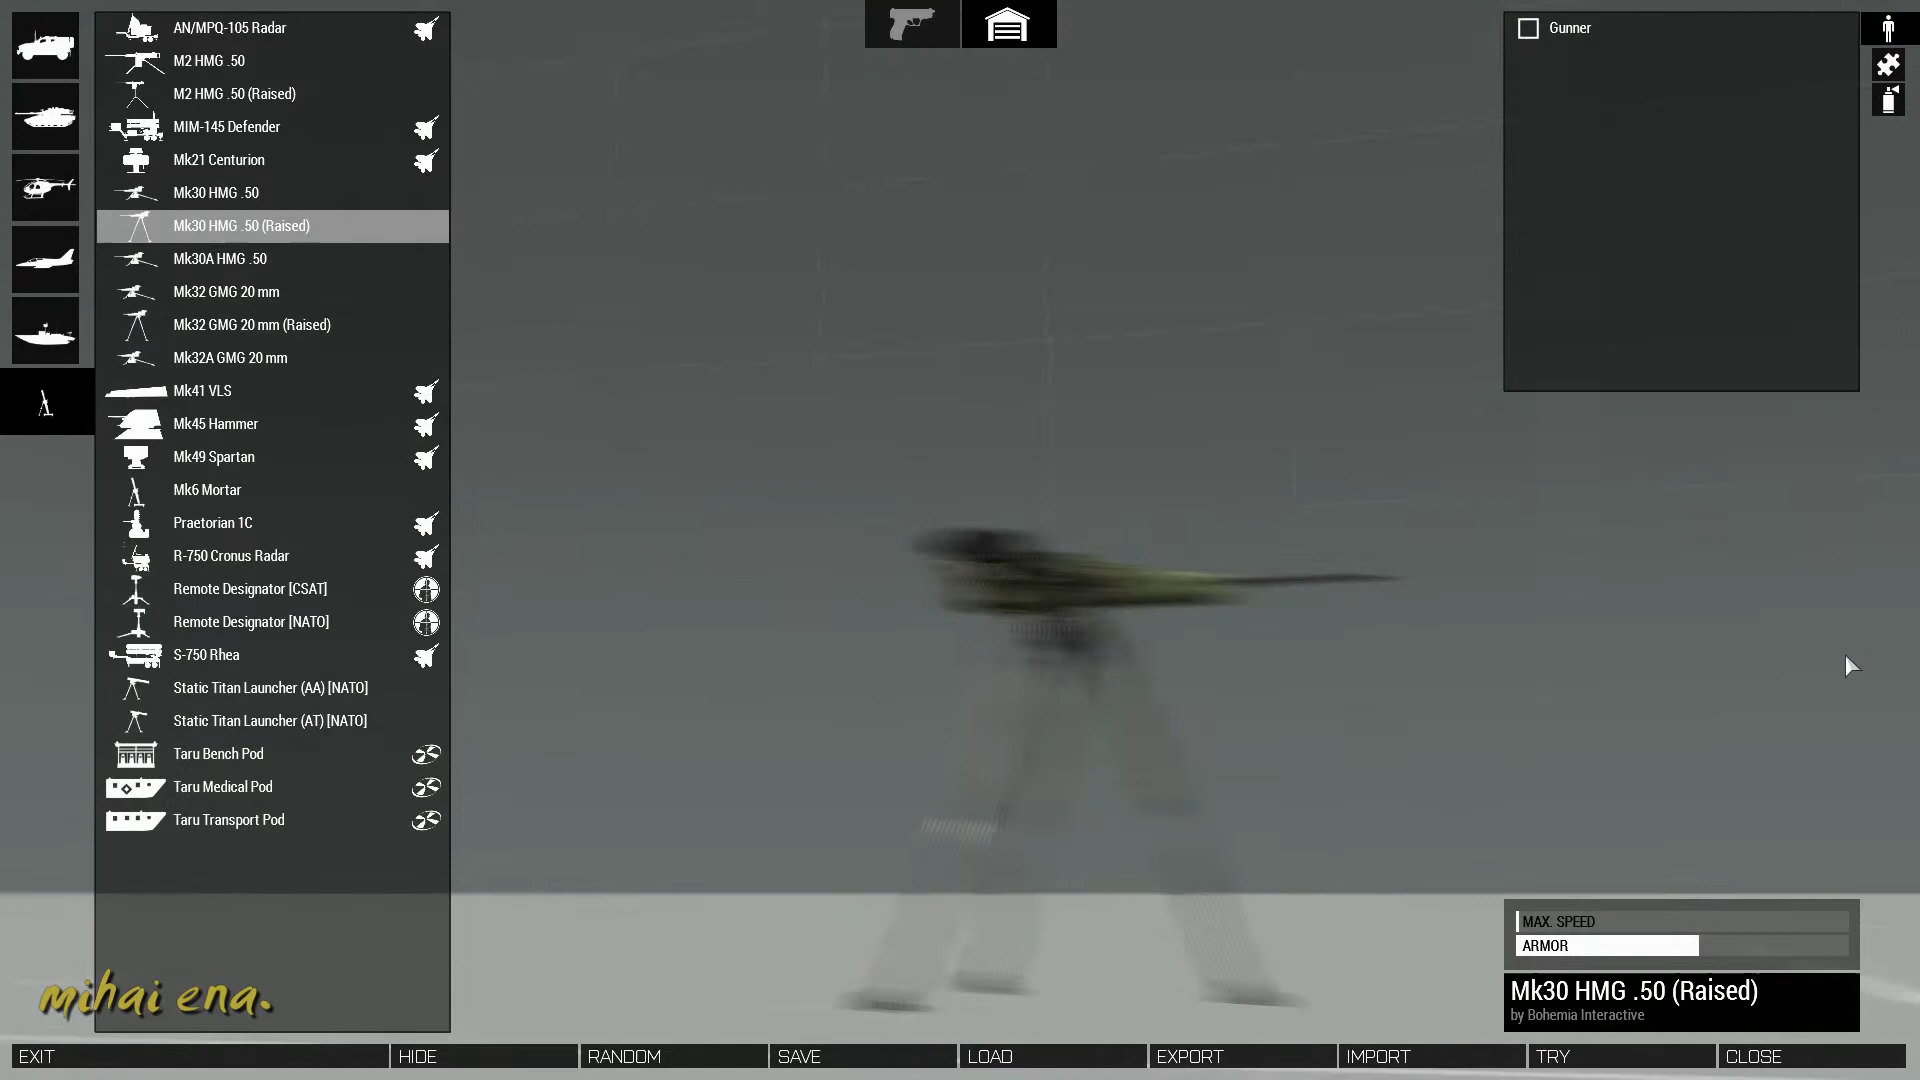 AN/MPQ-105 Radar
M2 HMG .50
M2 HMG .50 (Raised)
MIM-145 Defender
Mk21 Centurion
Mk30 HMG .50
Mk30 HMG .50 (Raised)
Mk30A HMG .50
Mk32 GMG 20 mm
Mk32 GMG 20 mm (Raised)
Mk32A GMG 20 mm
Mk41 VLS
Mk45 Hammer
Mk49 Spartan
Mk6 Mortar
Praetorian 1C
R-750 Cronus Radar
Remote Designator [CSAT]
Remote Designator [NATO]
S-750 Rhea
Static Titan Launcher (AA) [NATO]
Static Titan Launcher (AT) [NATO]
Taru Bench Pod
Taru Medical Pod
Taru Transport Pod
Gunner
mihai ena.
MAX. SPEED
ARMOR
Mk30 HMG .50 (Raised)
by Bohemia Interactive
EXIT HIDE RANDOM SAVE LOAD EXPORT IMPORT TRY CLOSE